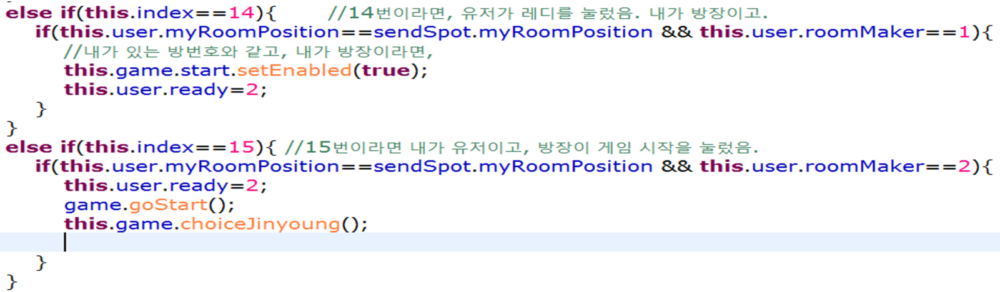 else if(this.index==14){ //14번이라면, 유저가 레디를 눌렀음. 내가 방장이고.
if(this.user.myRoomPosition==sendSpot.myRoomPosition && this.user.roomMaker==1){
//내가 있는 방번호와 같고, 내가 방장이라면,
this.game.start.setEnabled(true);
this.user.ready=2;
}
}
else if(this.index==15){ //15번이라면 내가 유저이고, 방장이 게임 시작을 눌렀음.
if(this.user.myRoomPosition==sendSpot.myRoomPosition && this.user.roomMaker==2){
this.user.ready=2;
game.goStart();
this.game.choiceJinyoung();
}
}